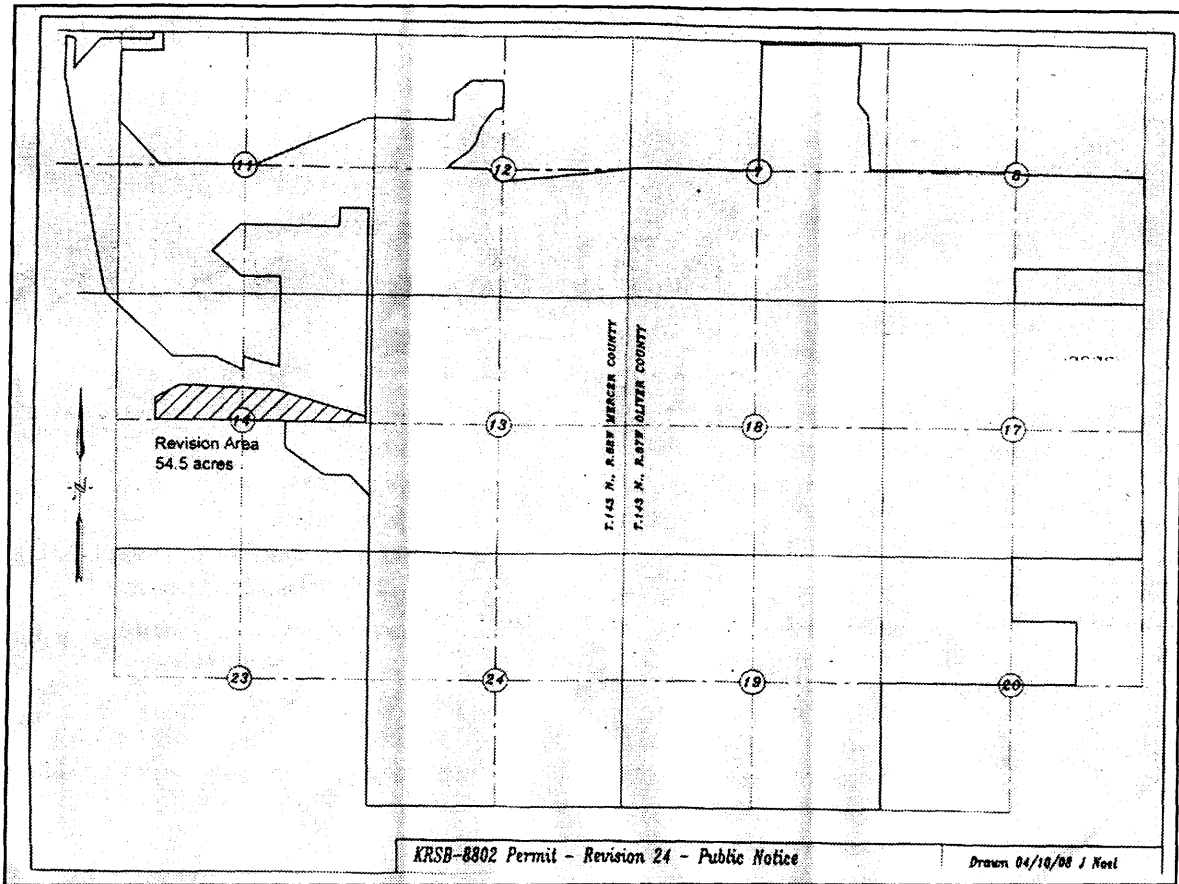 11
12
7
8
14
Revision Area
54.5 acres
13
18
17
T.143 N., R.88W MERCER COUNTY
T.143 N., R.87W OLIVER COUNTY
23
24
19
20
KRSB-8802 Permit - Revision 24 - Public Notice
Drawn 04/10/08 J Noel